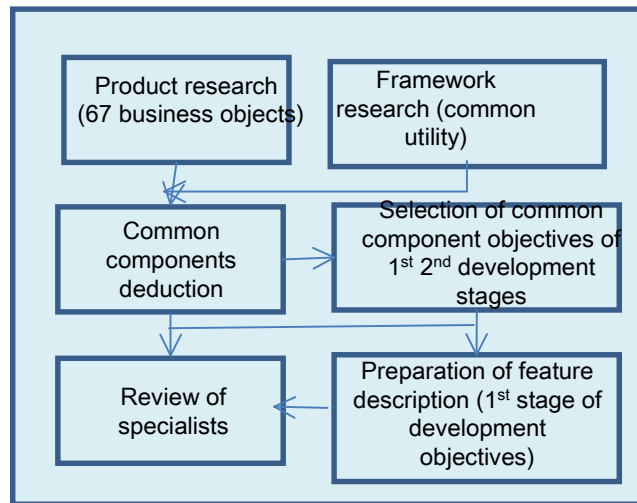 Product research
(67 business objects)
Framework
research (common
utility)
Common
components
deduction
Selection of common
component objectives of
1st 2nd development
stages
Review of
specialists
Preparation of feature
description (1st stage of
development
objectives)